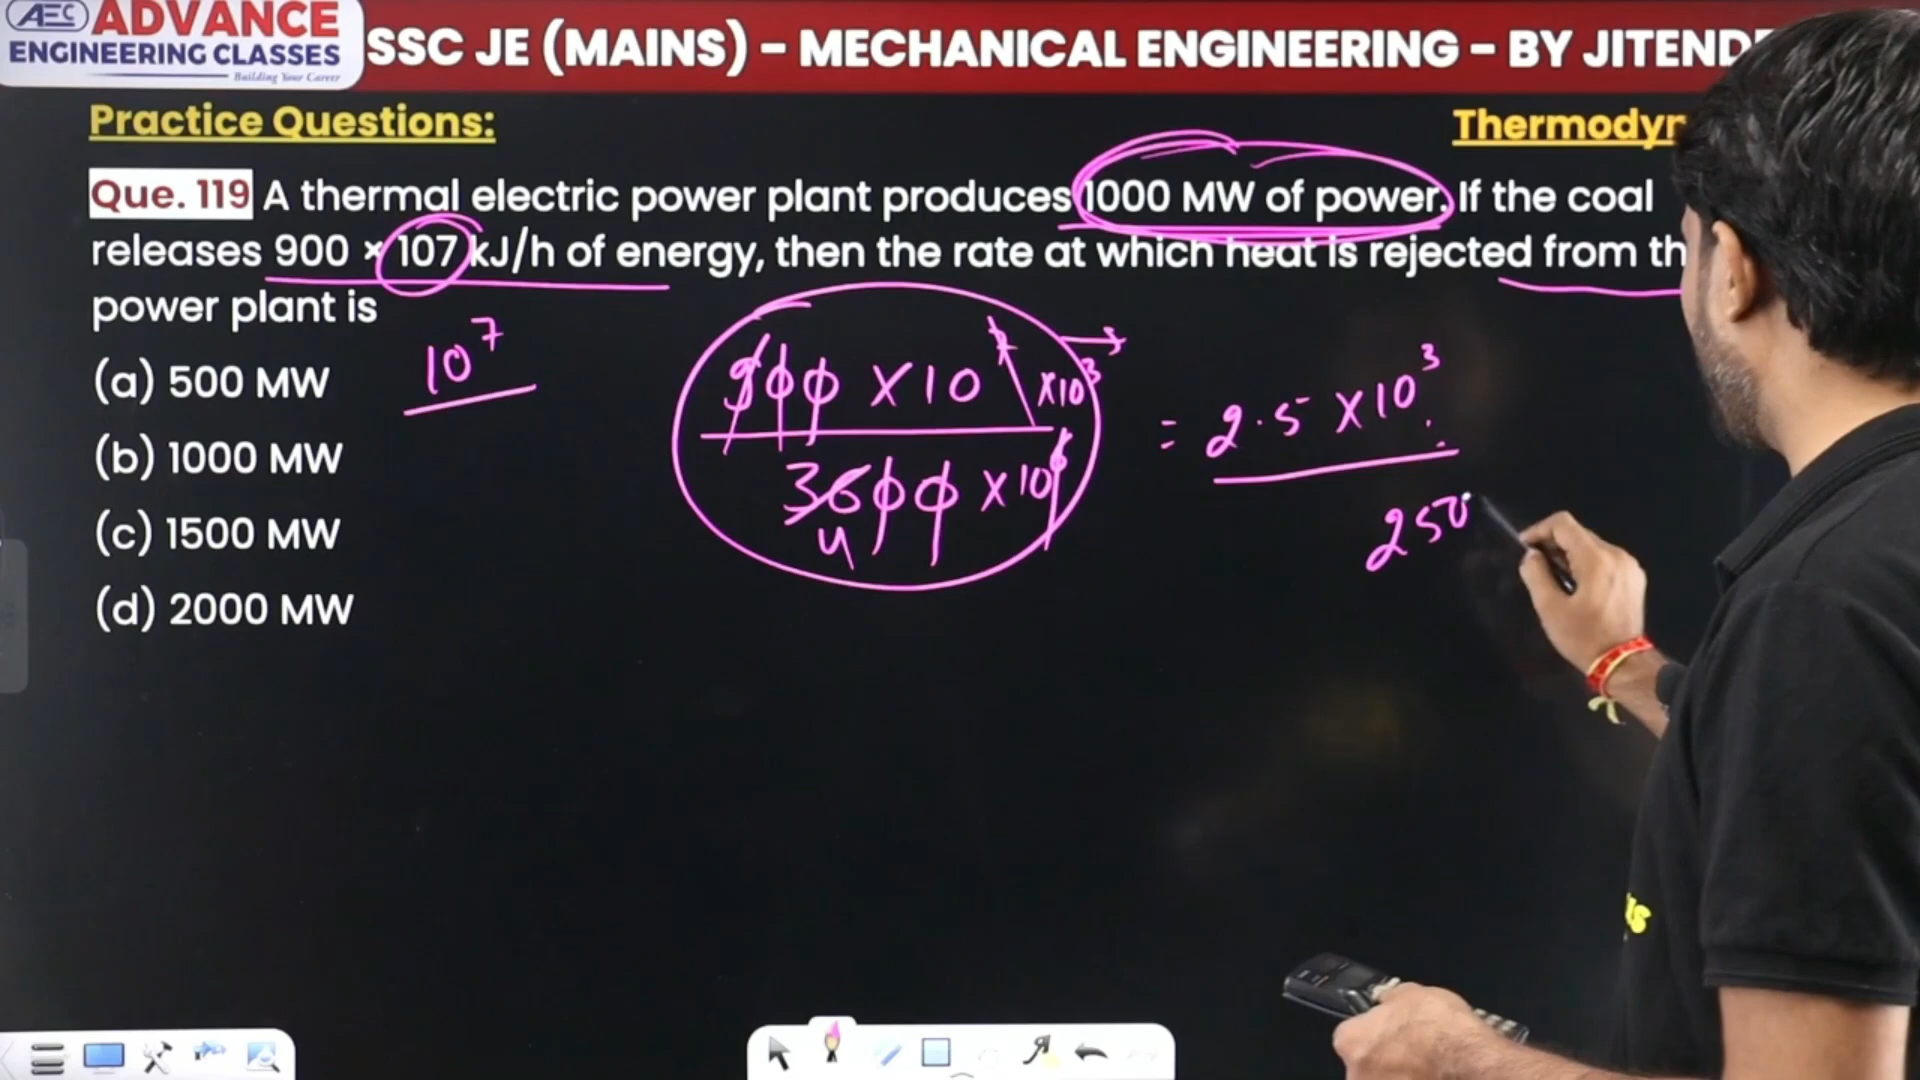 AEC ADVANCE
ENGINEERING CLASSES
Building Your Career
SSC JE (MAINS) - MECHANICAL ENGINEERING - BY JITEND
Practice Questions:
Thermodyn
Que. 119 A thermal electric power plant produces 1000 MW of power. If the coal
releases 900 × 107 kJ/h of energy, then the rate at which heat is rejected from th
power plant is
(a) 500 MW
(b) 1000 MW
(c) 1500 MW
(d) 2000 MW
10^7
900 × 10^7 × 10^3
3600 × 10^6
4
= 2.5 × 10^3
250